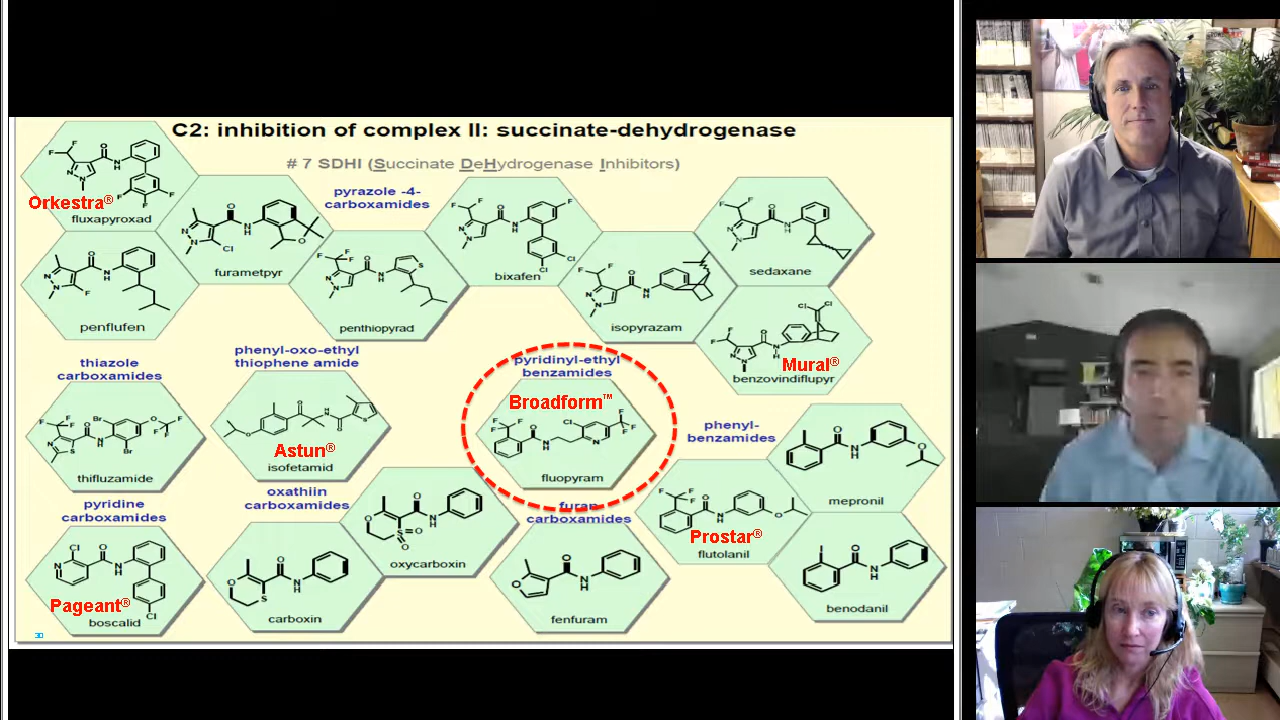 C2: inhibition of complex II: succinate-dehydrogenase
# 7 SDHI (Succinate DeHydrogenase Inhibitors)
Orkestra®
fluxapyroxad
furametpyr
pyrazole -4-
carboxamides
bixafen
sedaxane
penflufen
penthiopyrad
isopyrazam
Mural®
benzovindiflupyr
thiazole
carboxamides
thifluzamide
phenyl-oxo-ethyl
thiophene amide
Astun®
isofetamid
pyridinyl-ethyl
benzamides
Broadform™
fluopyram
phenyl-
benzamides
mepronil
pyridine
carboxamides
Pageant®
boscalid
oxathiin
carboxamides
oxycarboxin
carboxin
furan
carboxamides
fenfuram
Prostar®
flutolanil
benodanil
30